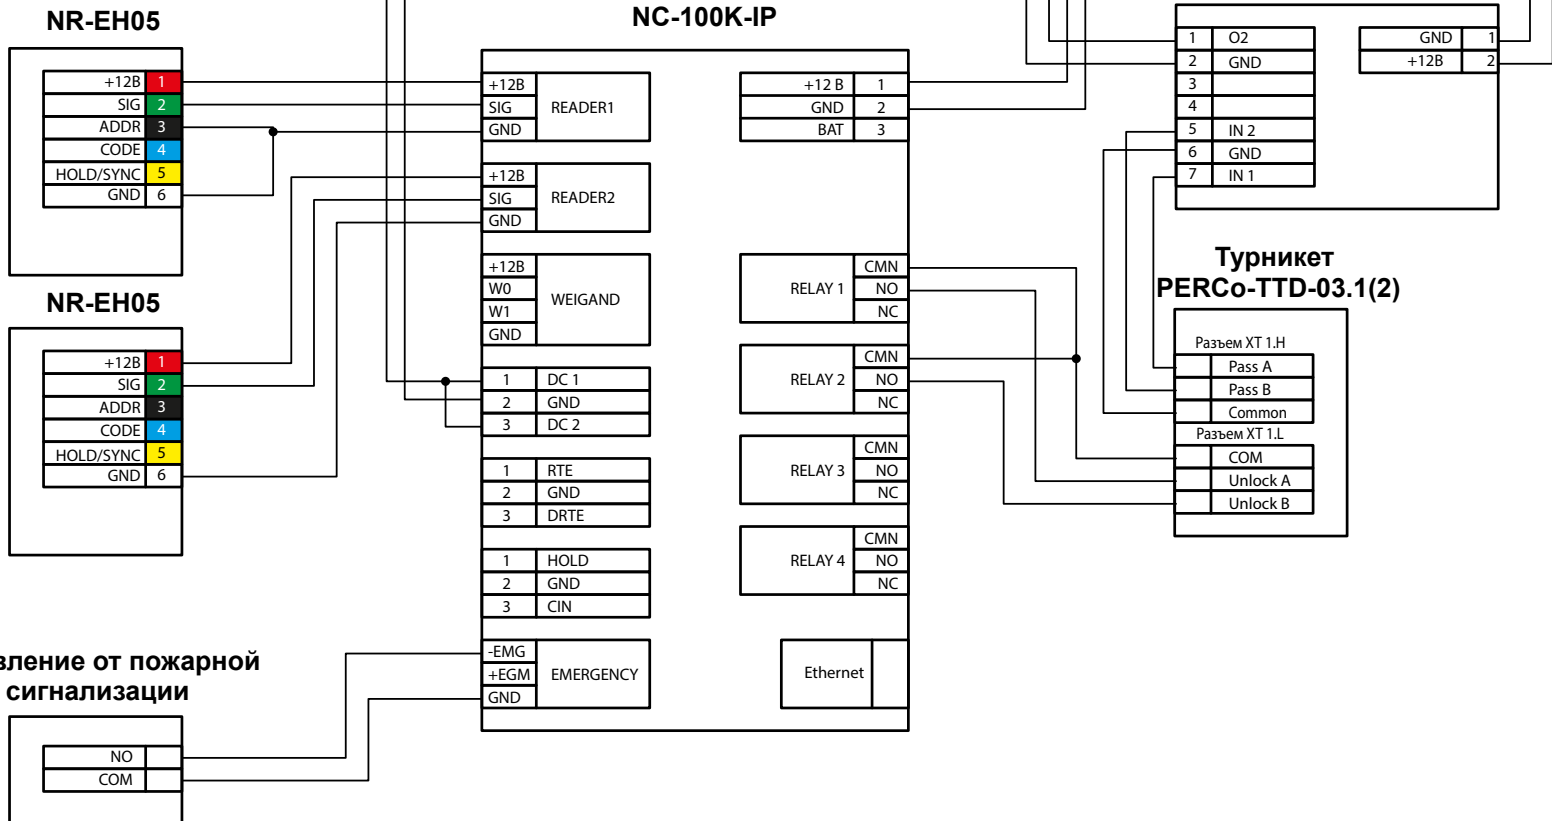 NR-EH05
+12В 1
SIG 2
ADDR 3
CODE 4
HOLD/SYNC 5
GND 6
NR-EH05
+12В 1
SIG 2
ADDR 3
CODE 4
HOLD/SYNC 5
GND 6
вление от пожарной
сигнализации
NO
COM
NC-100K-IP
+12В
SIG
GND
READER1
+12В
SIG
GND
READER2
+12В
W0
W1
GND
WEIGAND
1 DC 1
2 GND
3 DC 2
1 RTE
2 GND
3 DRTE
1 HOLD
2 GND
3 CIN
-EMG
+EGM
GND
EMERGENCY
+12 В 1
GND 2
BAT 3
RELAY 1
CMN
NO
NC
RELAY 2
CMN
NO
NC
RELAY 3
CMN
NO
NC
RELAY 4
CMN
NO
NC
Ethernet
1 O2
2 GND
3
4
5 IN 2
6 GND
7 IN 1
GND 1
+12В 2
Турникет
PERCo-TTD-03.1(2)
Разъем XT 1.H
Pass A
Pass B
Common
Разъем XT 1.L
COM
Unlock A
Unlock B